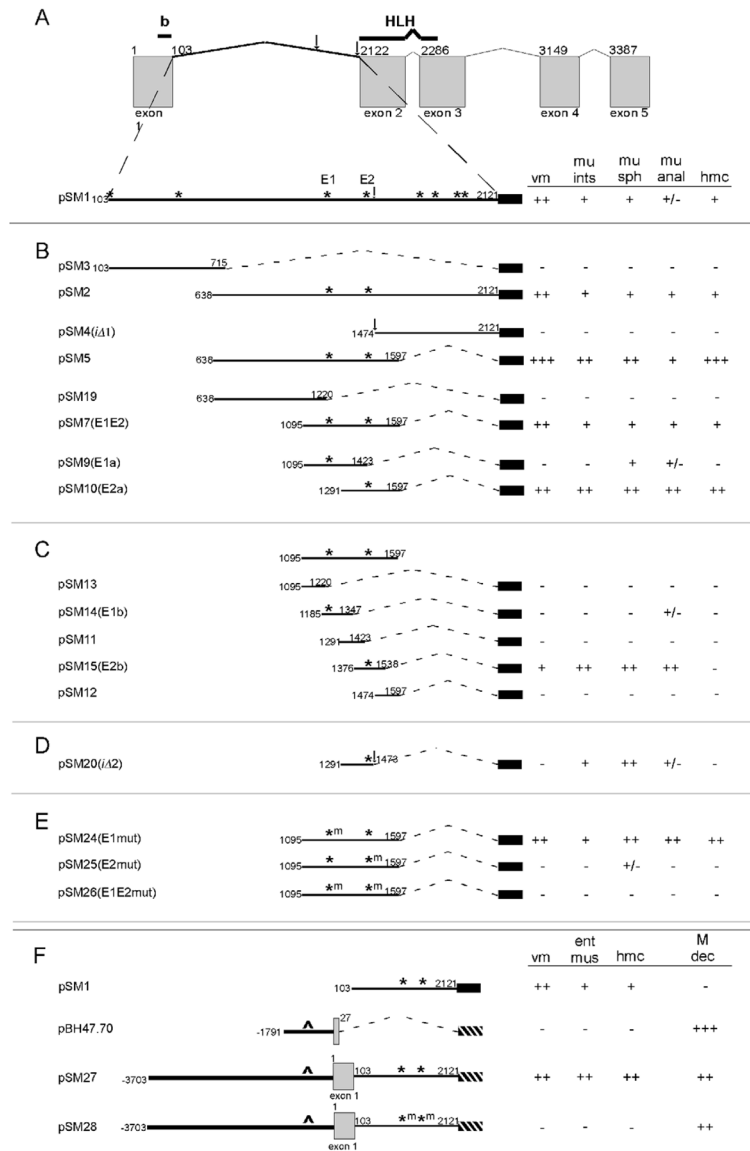 A
b
HLH
1 103 2122 2286 3149 3387
exon 1 exon 2 exon 3 exon 4 exon 5
vm mu ints mu sph mu anal hmc
E1 E2
pSM1 103 * * * * * * ** 2121 ++ + + +/- +
B
pSM3 103 715 - - - - -
pSM2 638 * * 2121 ++ + + + +
pSM4(iΔ1) 1474 2121 - - - - -
pSM5 638 * * 1597 +++ ++ ++ + +++
pSM19 638 1220 - - - - -
pSM7(E1E2) 1095 * * 1597 ++ + + + +
pSM9(E1a) 1095 * 1423 - - + +/- -
pSM10(E2a) 1291 * 1597 ++ ++ ++ ++ ++
C
1095 * * 1597
pSM13 1095 1220 - - - - -
pSM14(E1b) 1185 * 1347 - - - +/- -
pSM11 1291 1423 - - - - -
pSM15(E2b) 1376 * 1538 + ++ ++ ++ -
pSM12 1474 1597 - - - - -
D
pSM20(iΔ2) 1291 * 1473 - + ++ +/- -
E
pSM24(E1mut) 1095 *m * 1597 ++ + ++ ++ ++
pSM25(E2mut) 1095 * *m 1597 - - +/- - -
pSM26(E1E2mut) 1095 *m *m 1597 - - - - -
F
vm ent mus hmc M dec
pSM1 103 * * 2121 ++ + + -
pBH47.70 -1791 ^ 27 - - - +++
pSM27 -3703 ^ 1 103 * * 2121 ++ ++ ++ ++
exon 1
pSM28 -3703 ^ 1 103 *m *m 2121 - - - ++
exon 1